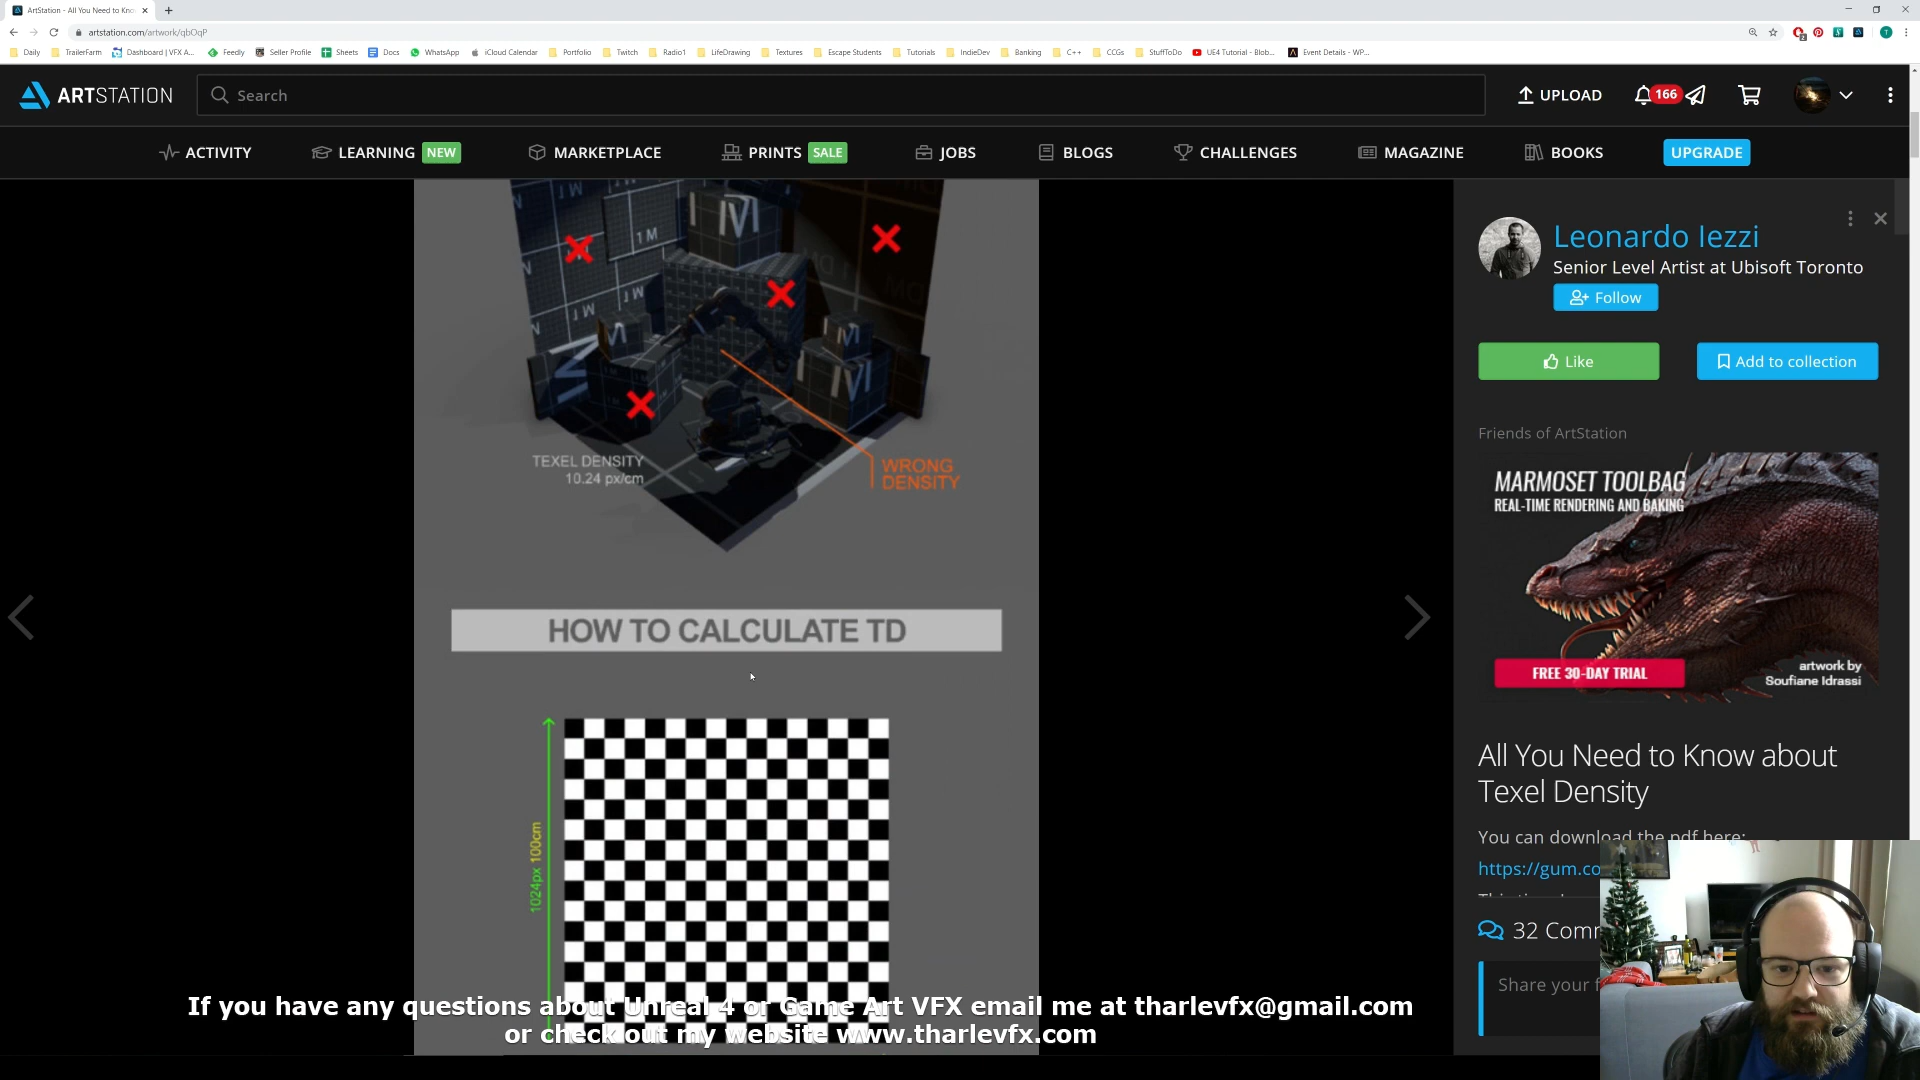 ArtStation - All You Need to Kno
artstation.com/artwork/qbOqP
Daily TrailerFarm Dashboard | VFX A... Feedly Seller Profile Sheets Docs WhatsApp iCloud Calendar Portfolio Twitch Radio1 LifeDrawing Textures Escape Students Tutorials IndieDev Banking C++ CCGs StuffToDo UE4 Tutorial - Blob... Event Details - WP...
ARTSTATION Search UPLOAD 166
ACTIVITY LEARNING NEW MARKETPLACE PRINTS SALE JOBS BLOGS CHALLENGES MAGAZINE BOOKS UPGRADE
1M
TEXEL DENSITY
10.24 px/cm
WRONG
DENSITY
HOW TO CALCULATE TD
1024px 100cm
Leonardo Iezzi
Senior Level Artist at Ubisoft Toronto
Follow
Like Add to collection
Friends of ArtStation
MARMOSET TOOLBAG
REAL-TIME RENDERING AND BAKING
FREE 30-DAY TRIAL
artwork by
Soufiane Idrassi
All You Need to Know about
Texel Density
You can download the pdf here:
https://gum.co
32 Comm
Share your
If you have any questions about Unreal 4 or Game Art VFX email me at tharlevfx@gmail.com
or check out my website www.tharlevfx.com